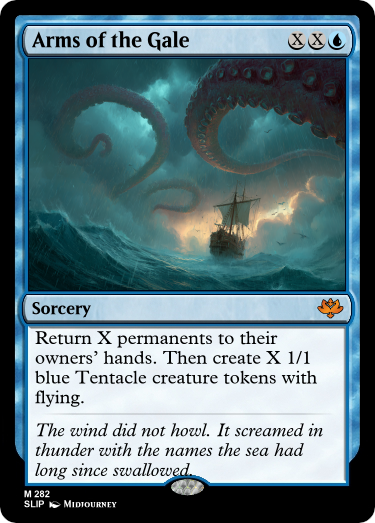 Arms of the Gale XXU
Sorcery
Return X permanents to their
owners' hands. Then create X 1/1
blue Tentacle creature tokens with
flying.
The wind did not howl. It screamed in
thunder with the names the sea had
long since swallowed.
M 282
SLIP Midjourney